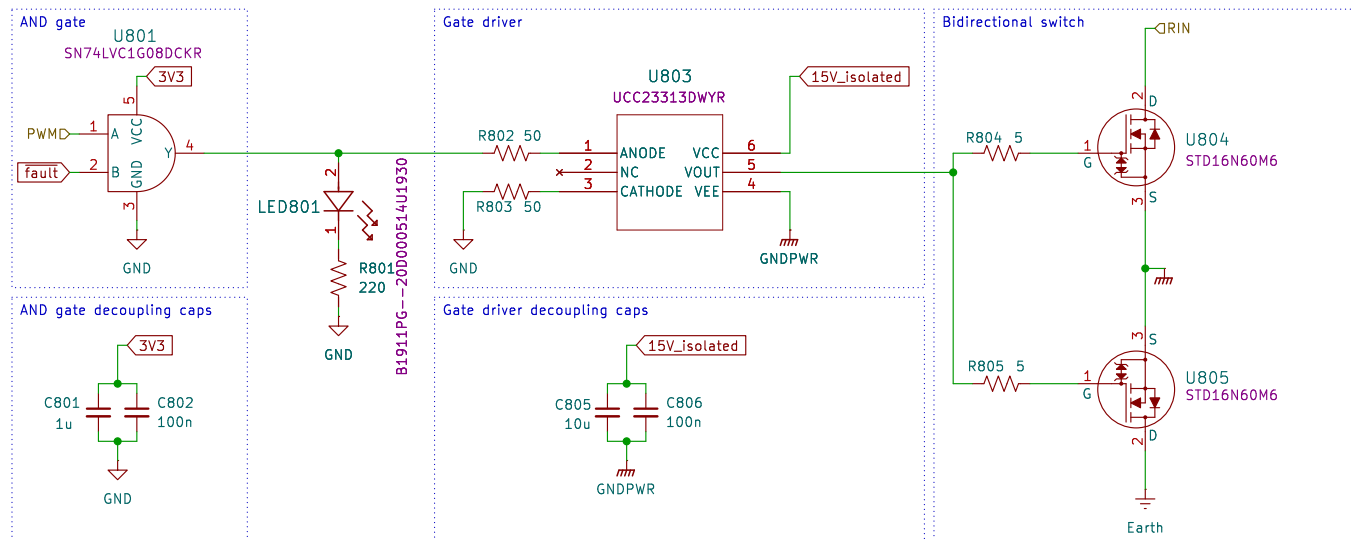 AND gate
U801
SN74LVC1G08DCKR
3V3
5
VCC
PWM
1
A
Y
4
fault
2
B
GND
3
GND
2
LED801
1
B1911PG--20D000514U1930
R801
220
GND
Gate driver
U803
UCC23313DWYR
15V_isolated
R802 50
1
ANODE
VCC
6
2
NC
VOUT
5
3
CATHODE
VEE
4
R803 50
GND
GNDPWR
Bidirectional switch
RIN
2
D
R804 5
1
G
U804
STD16N60M6
3
S
3
S
R805 5
1
G
U805
STD16N60M6
2
D
Earth
AND gate decoupling caps
3V3
C801
1u
C802
100n
GND
Gate driver decoupling caps
15V_isolated
C805
10u
C806
100n
GNDPWR